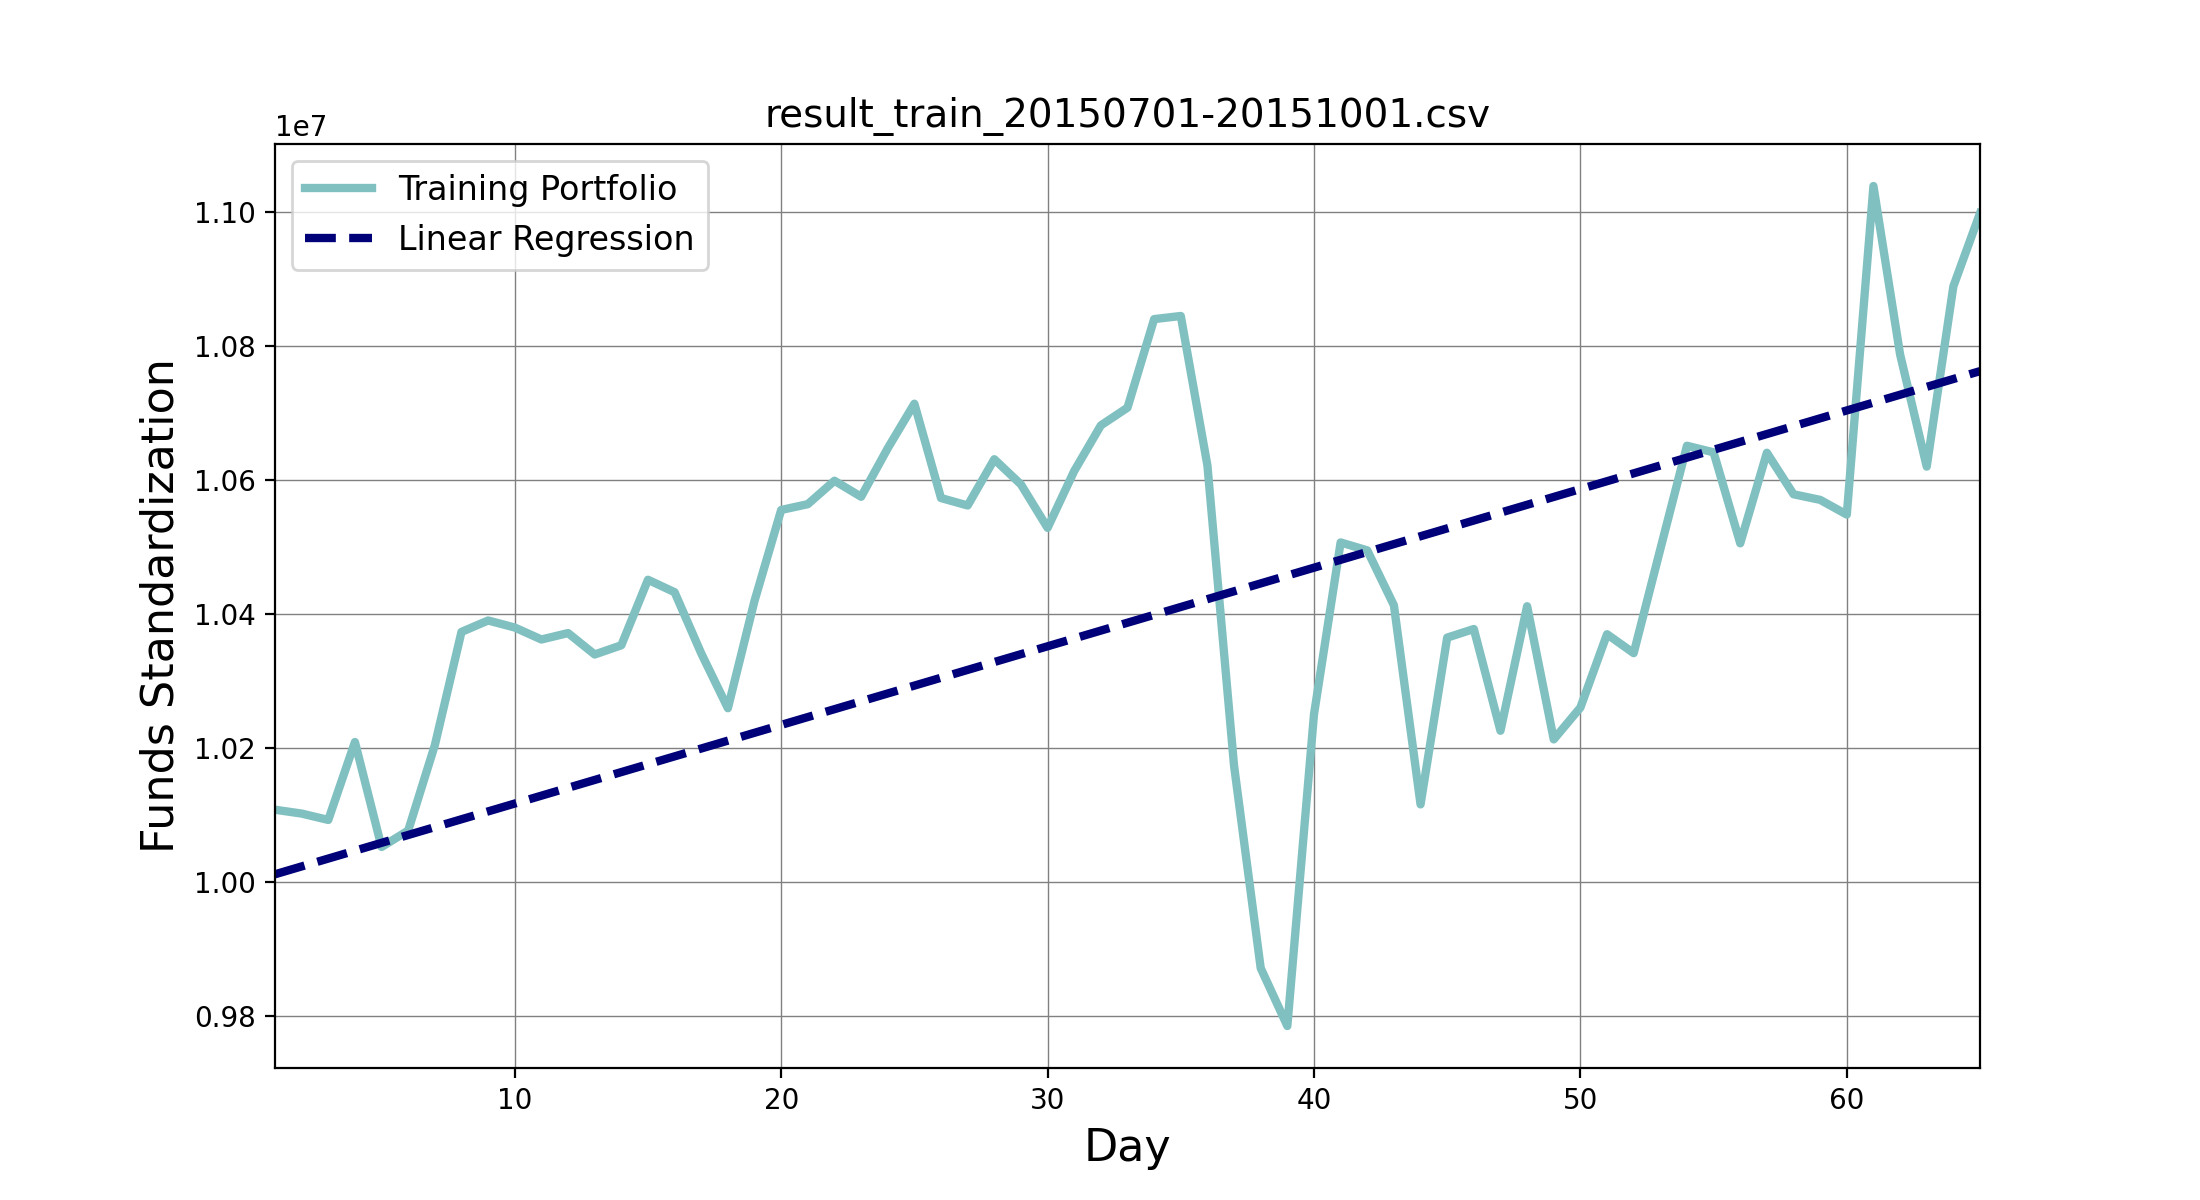 result_train_20150701-20151001.csv
1e7
Training Portfolio
Linear Regression
1.10
1.08
1.06
1.04
1.02
1.00
0.98
Funds Standardization
10 20 30 40 50 60
Day